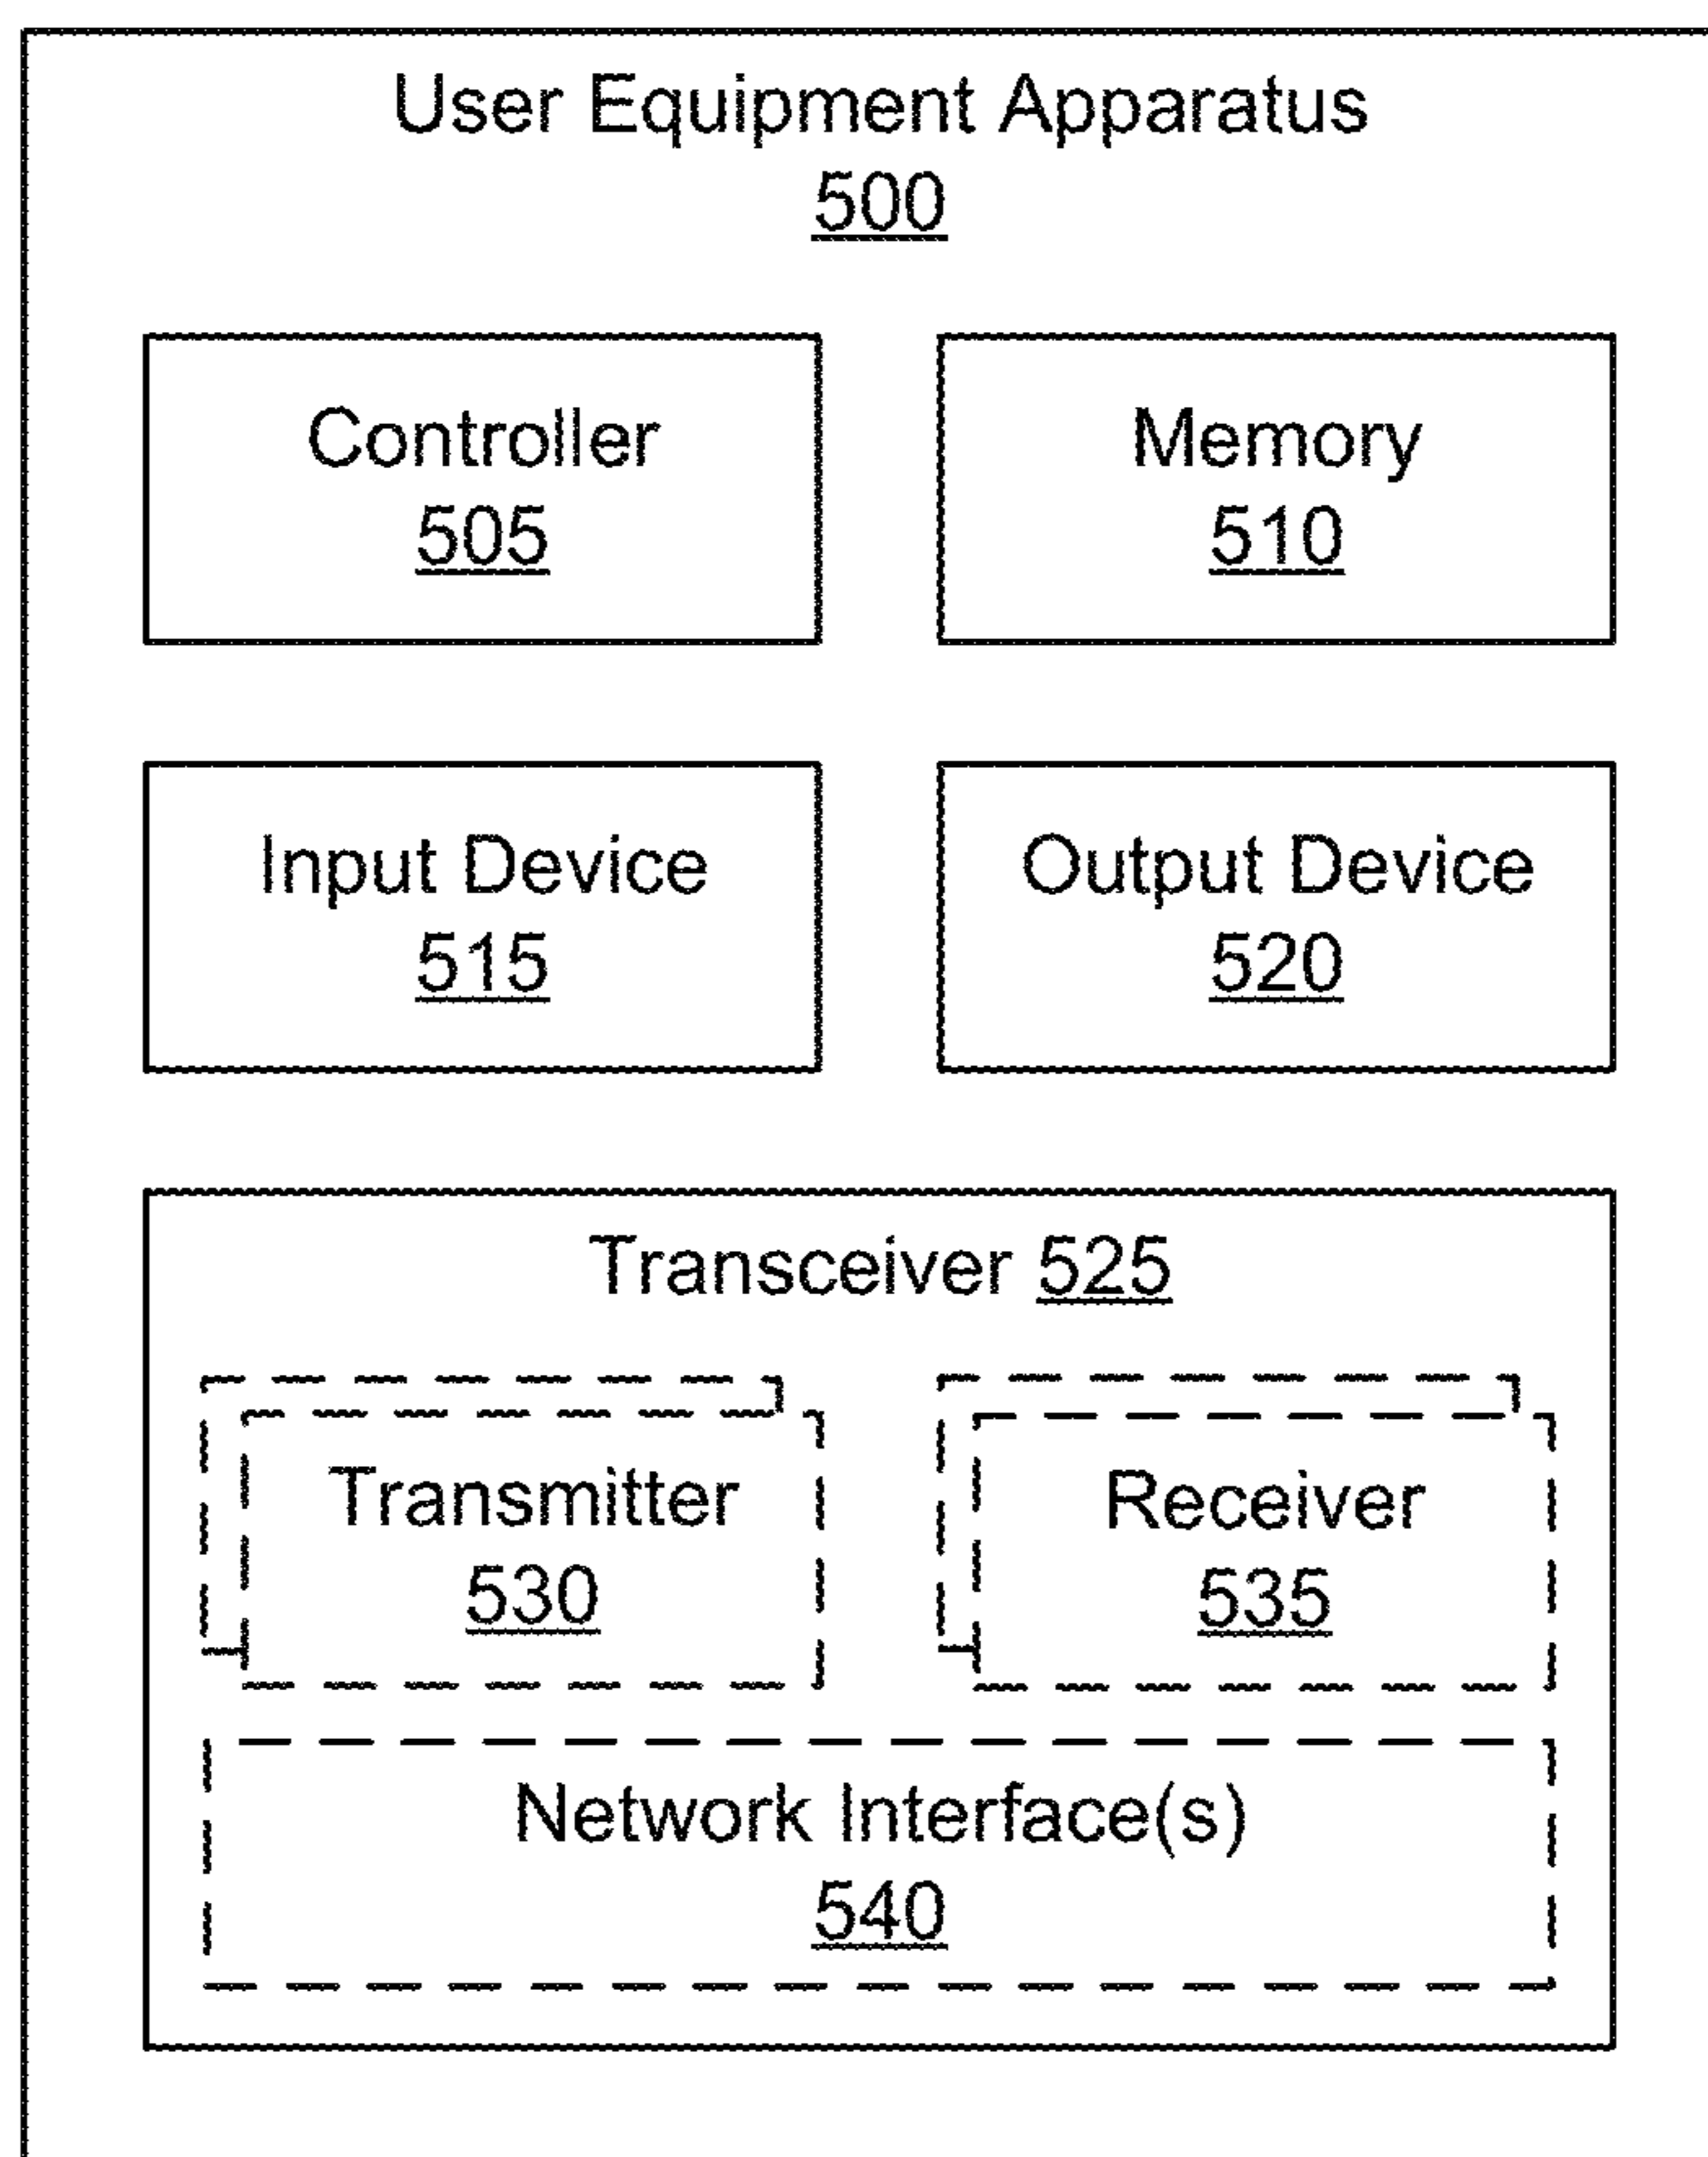 User Equipment Apparatus
500
Controller
505
Memory
510
Input Device
515
Output Device
520
Transceiver 525
Transmitter
530
Receiver
535
Network Interface(s)
540